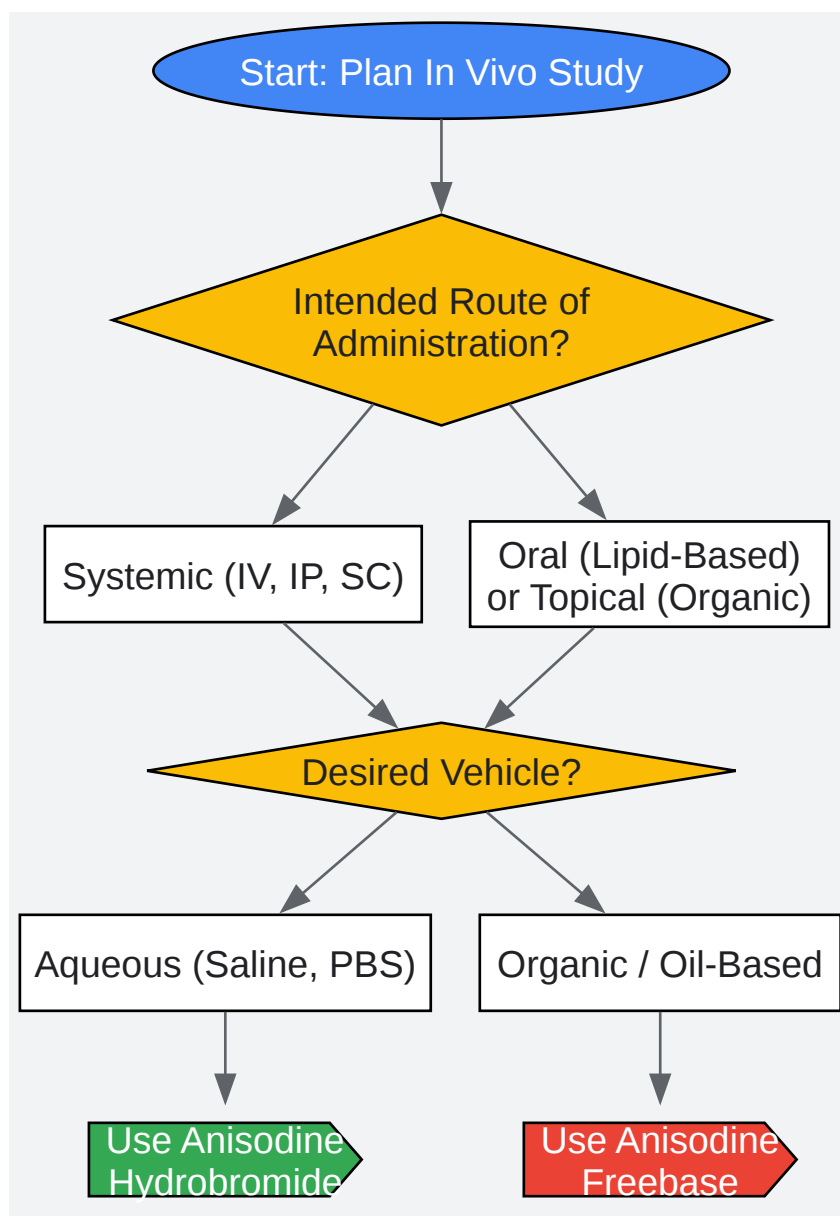 Start: Plan In Vivo Study
Intended Route of
Administration?
Systemic (IV, IP, SC)
Oral (Lipid-Based)
or Topical (Organic)
Desired Vehicle?
Aqueous (Saline, PBS)
Organic / Oil-Based
Use Anisodine
Hydrobromide
Use Anisodine
Freebase